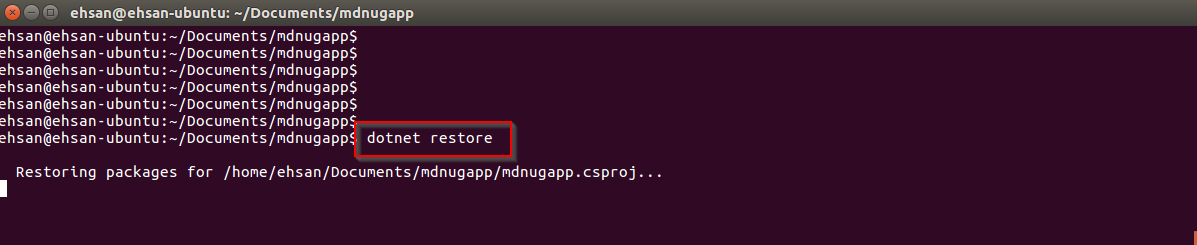 ehsan@ehsan-ubuntu: ~/Documents/mdnugapp
ehsan@ehsan-ubuntu:~/Documents/mdnugapp$
ehsan@ehsan-ubuntu:~/Documents/mdnugapp$
ehsan@ehsan-ubuntu:~/Documents/mdnugapp$
ehsan@ehsan-ubuntu:~/Documents/mdnugapp$
ehsan@ehsan-ubuntu:~/Documents/mdnugapp$
ehsan@ehsan-ubuntu:~/Documents/mdnugapp$
ehsan@ehsan-ubuntu:~/Documents/mdnugapp$ dotnet restore
Restoring packages for /home/ehsan/Documents/mdnugapp/mdnugapp.csproj...